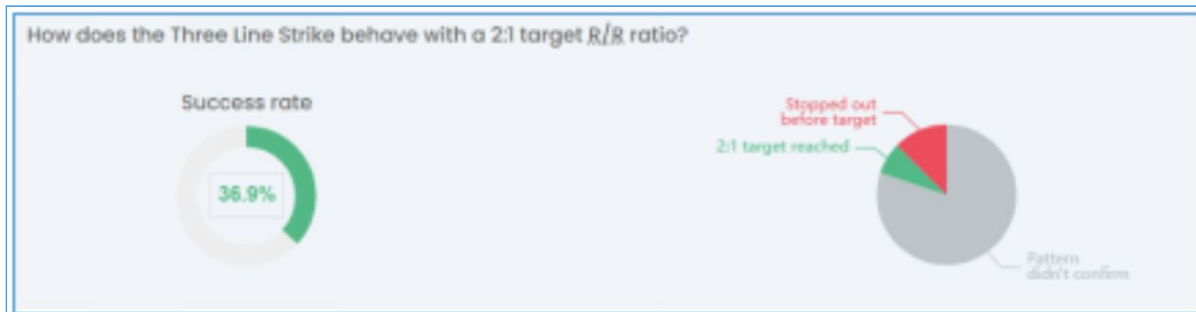 How does the Three Line Strike behave with a 2:1 target R/R ratio?
Success rate
36.9%
Stopped out
before target
2:1 target reached
Pattern
didn't confirm